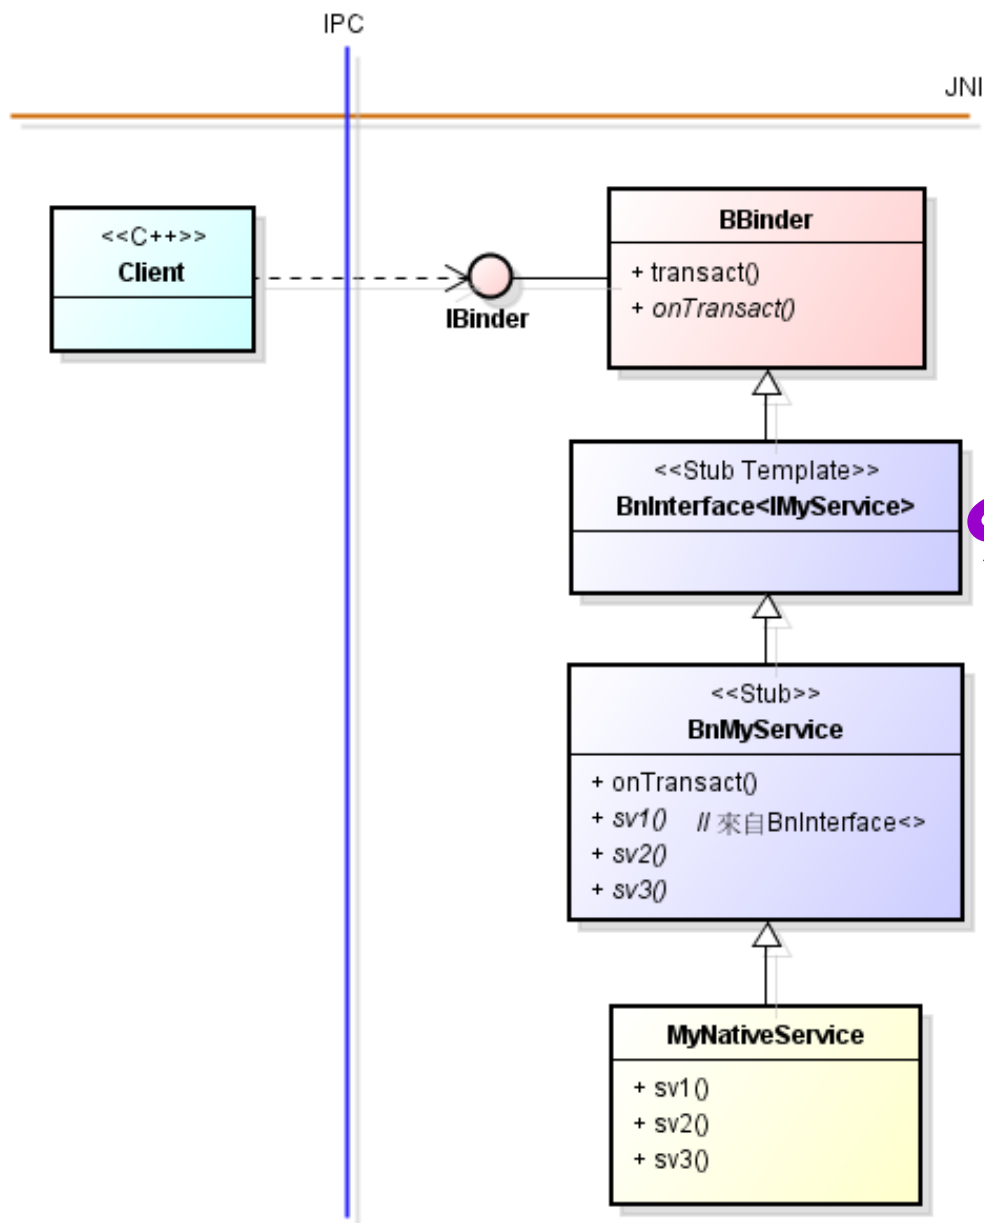 IPC
JNI
<<C++>>
Client
IBinder
BBinder
+ transact()
+ onTransact()
<<Stub Template>>
BnInterface<IMyService>
<<Stub>>
BnMyService
+ onTransact()
+ sv1() // 來自BnInterface<>
+ sv2()
+ sv3()
MyNativeService
+ sv1()
+ sv2()
+ sv3()